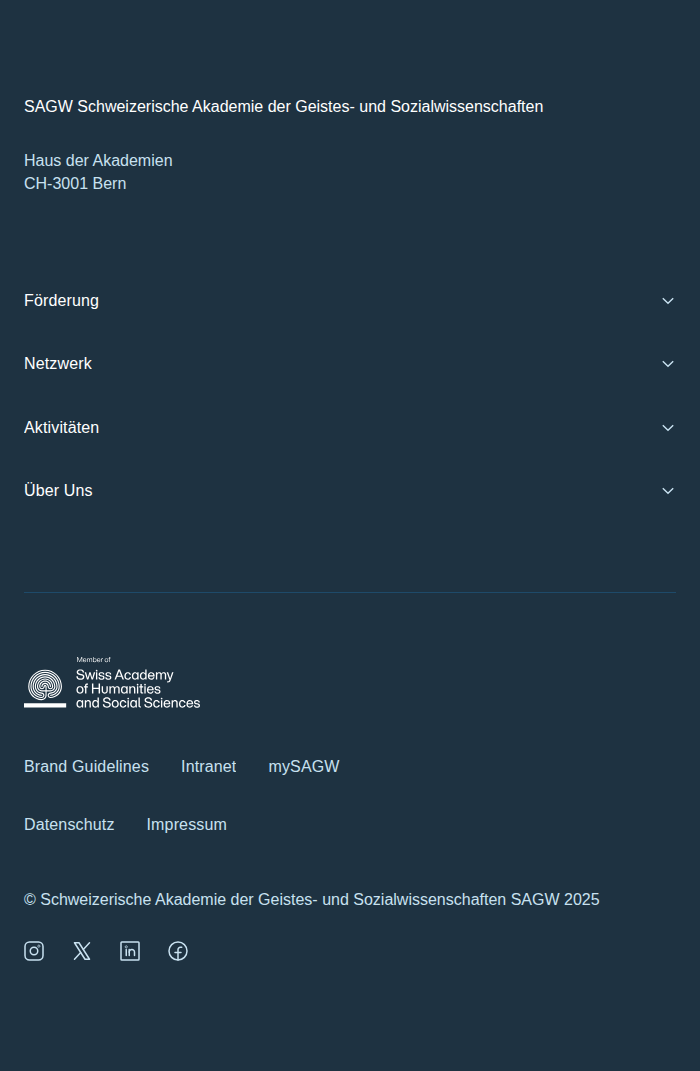 SAGW Schweizerische Akademie der Geistes- und Sozialwissenschaften
Haus der Akademien
CH-3001 Bern
Förderung
Netzwerk
Aktivitäten
Über Uns
Member of
Swiss Academy
of Humanities
and Social Sciences
Brand Guidelines Intranet mySAGW
Datenschutz Impressum
© Schweizerische Akademie der Geistes- und Sozialwissenschaften SAGW 2025